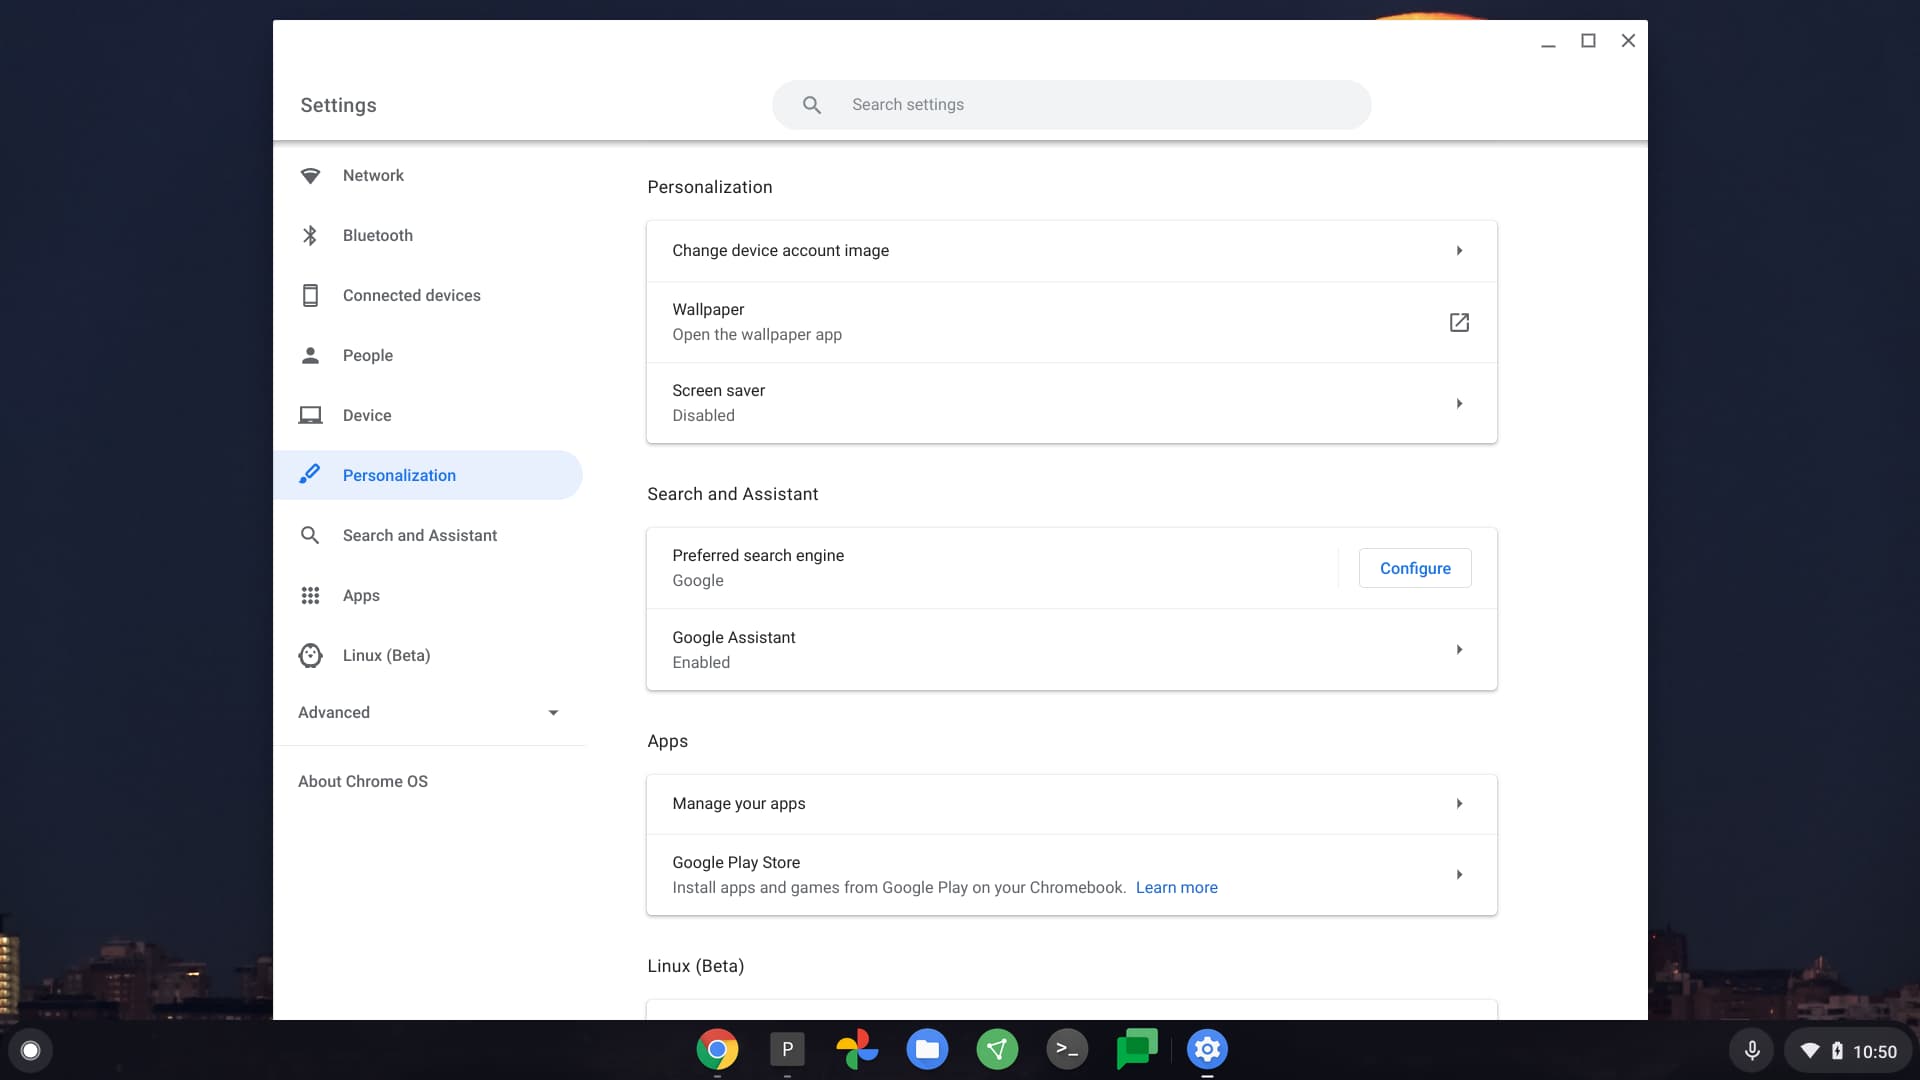 Settings
Search settings
Network
Bluetooth
Connected devices
People
Device
Personalization
Search and Assistant
Apps
Linux (Beta)
Advanced
About Chrome OS
Personalization
Change device account image
Wallpaper
Open the wallpaper app
Screen saver
Disabled
Search and Assistant
Preferred search engine
Google
Configure
Google Assistant
Enabled
Apps
Manage your apps
Google Play Store
Install apps and games from Google Play on your Chromebook. Learn more
Linux (Beta)
P
>_
10:50